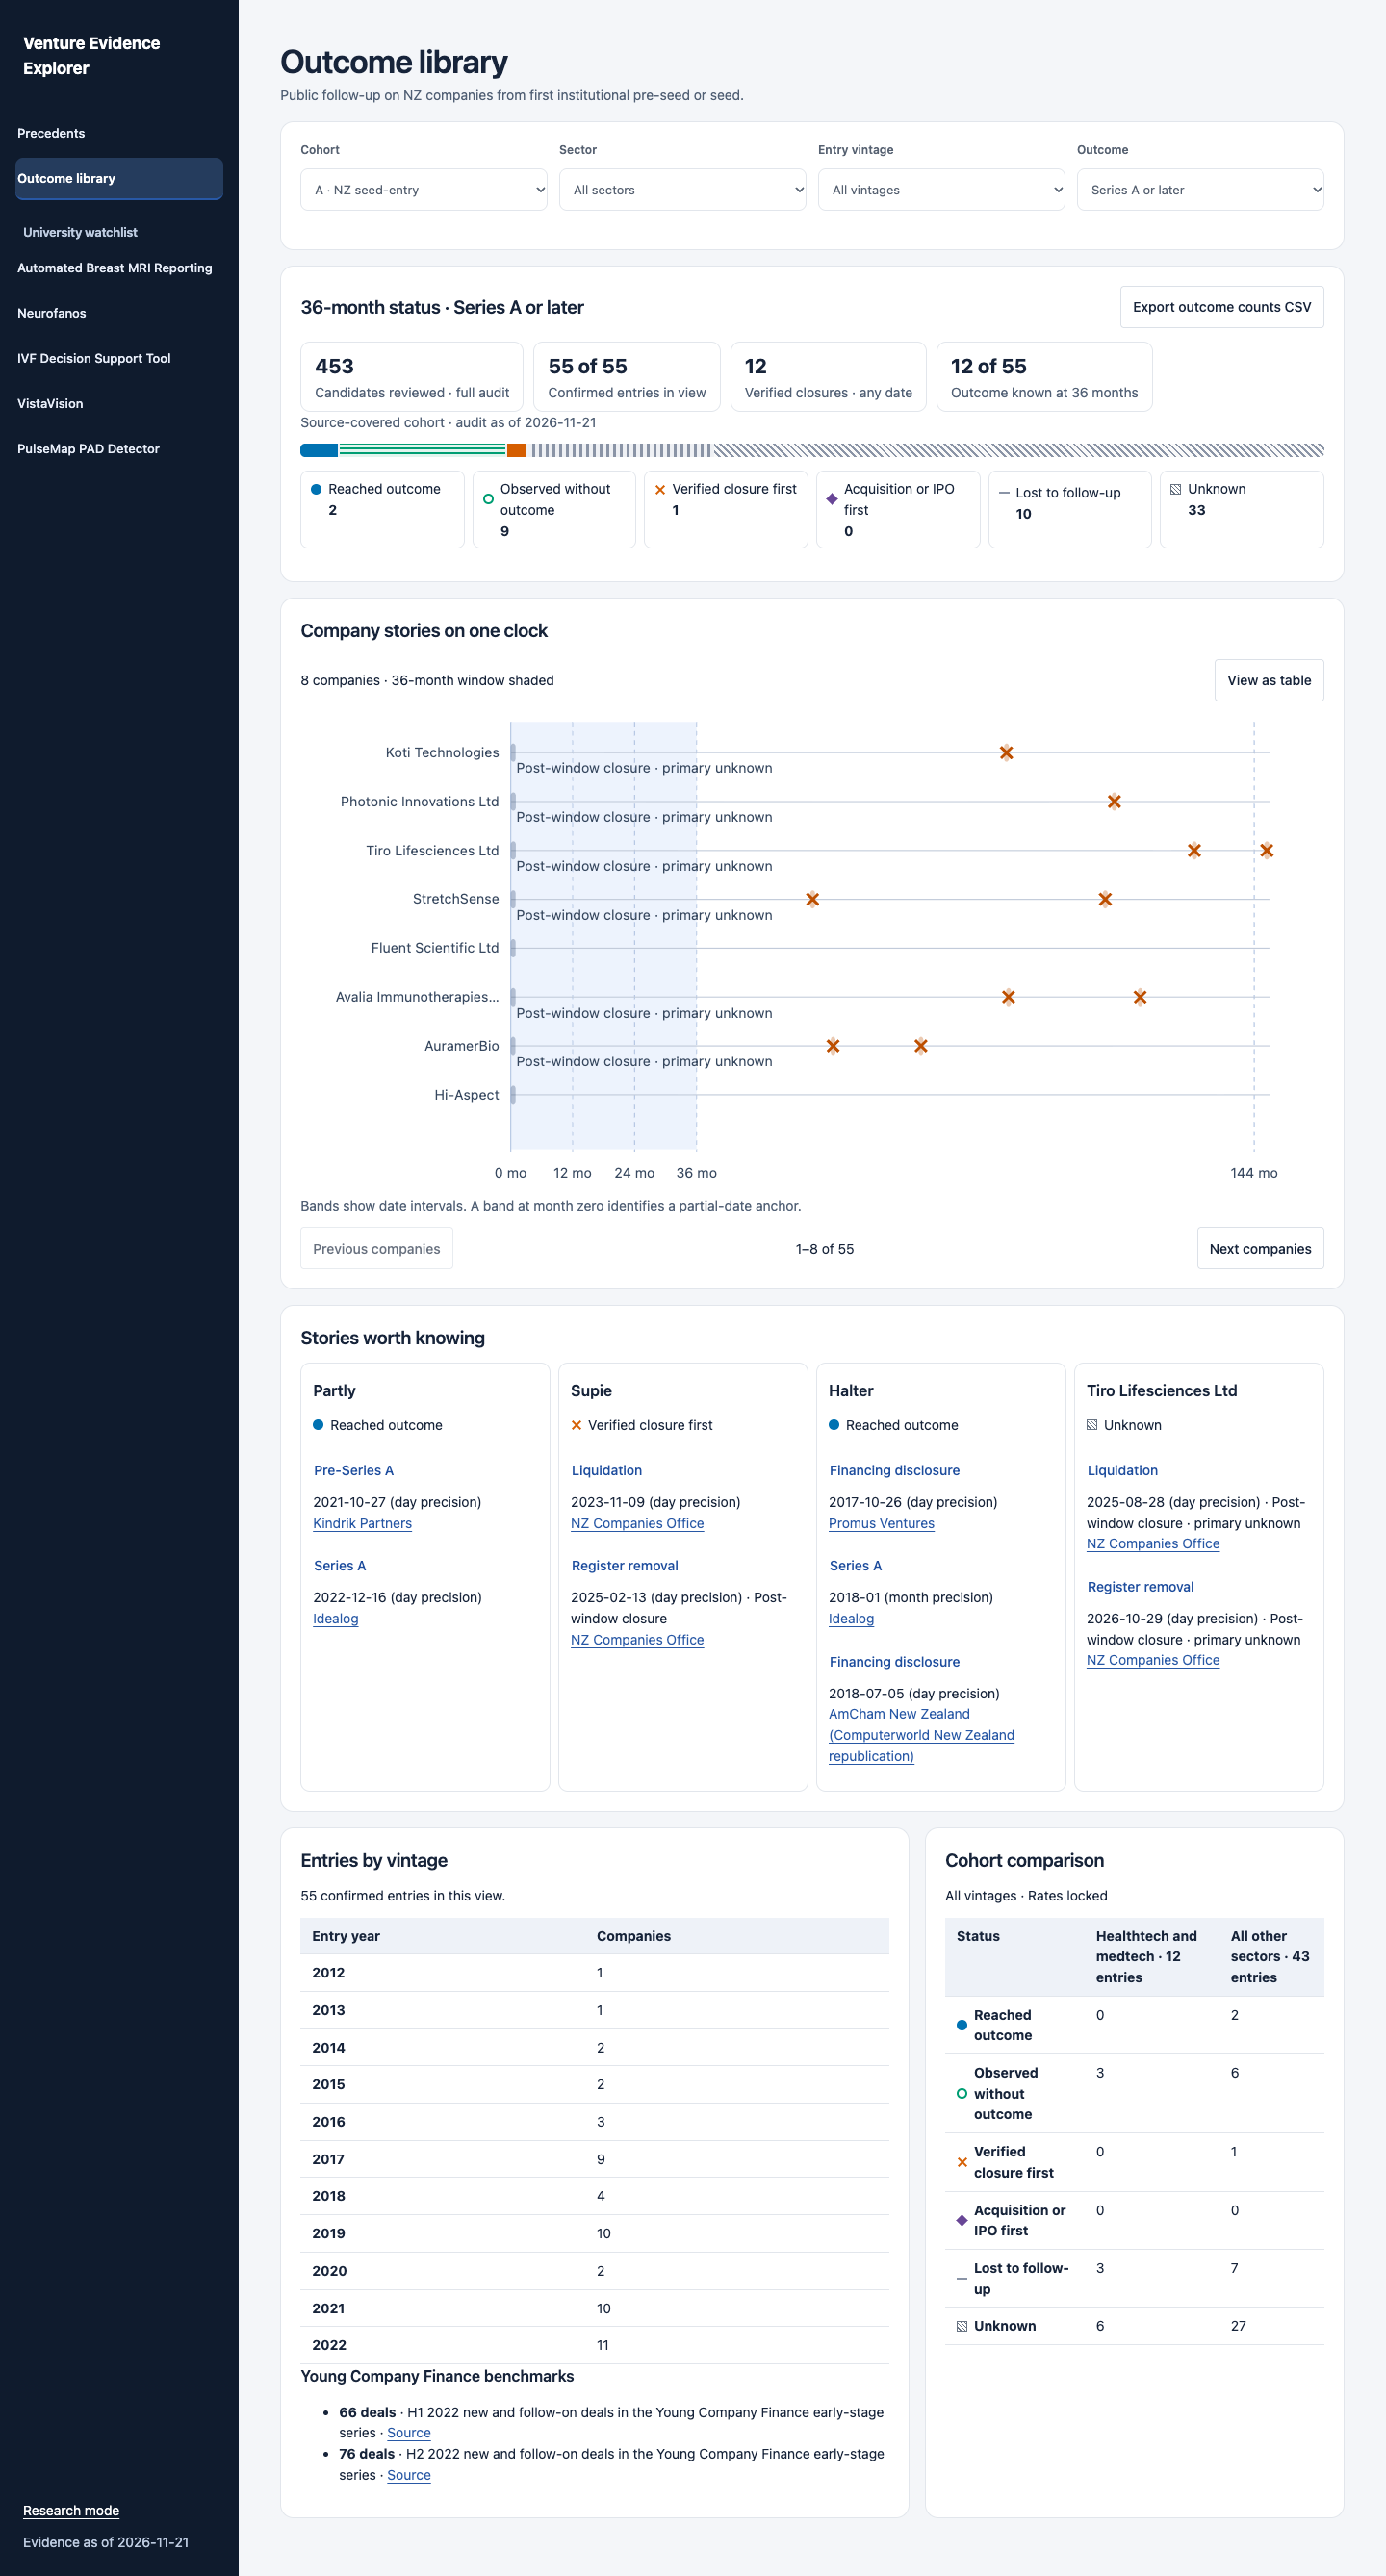 Venture Evidence
Explorer
Precedents
Outcome library
University watchlist
Automated Breast MRI Reporting
Neurofanos
IVF Decision Support Tool
VistaVision
PulseMap PAD Detector
Research mode
Evidence as of 2026-11-21
Outcome library
Public follow-up on NZ companies from first institutional pre-seed or seed.
Cohort
Sector
Entry vintage
Outcome
A · NZ seed-entry
All sectors
All vintages
Series A or later
36-month status · Series A or later
Export outcome counts CSV
453
Candidates reviewed · full audit
55 of 55
Confirmed entries in view
12
Verified closures · any date
12 of 55
Outcome known at 36 months
Source-covered cohort · audit as of 2026-11-21
Reached outcome
2
Observed without
outcome
9
Verified closure first
1
Acquisition or IPO
first
0
Lost to follow-up
10
Unknown
33
Company stories on one clock
8 companies · 36-month window shaded
View as table
Koti Technologies
Post-window closure · primary unknown
Photonic Innovations Ltd
Post-window closure · primary unknown
Tiro Lifesciences Ltd
Post-window closure · primary unknown
StretchSense
Post-window closure · primary unknown
Fluent Scientific Ltd
Avalia Immunotherapies…
Post-window closure · primary unknown
AuramerBio
Post-window closure · primary unknown
Hi-Aspect
0 mo 12 mo 24 mo 36 mo 144 mo
Bands show date intervals. A band at month zero identifies a partial-date anchor.
Previous companies
1–8 of 55
Next companies
Stories worth knowing
Partly
Reached outcome
Pre-Series A
2021-10-27 (day precision)
Kindrik Partners
Series A
2022-12-16 (day precision)
Idealog
Supie
Verified closure first
Liquidation
2023-11-09 (day precision)
NZ Companies Office
Register removal
2025-02-13 (day precision) · Post-
window closure
NZ Companies Office
Halter
Reached outcome
Financing disclosure
2017-10-26 (day precision)
Promus Ventures
Series A
2018-01 (month precision)
Idealog
Financing disclosure
2018-07-05 (day precision)
AmCham New Zealand
(Computerworld New Zealand
republication)
Tiro Lifesciences Ltd
Unknown
Liquidation
2025-08-28 (day precision) · Post-
window closure · primary unknown
NZ Companies Office
Register removal
2026-10-29 (day precision) · Post-
window closure · primary unknown
NZ Companies Office
Entries by vintage
55 confirmed entries in this view.
Entry year Companies
2012 1
2013 1
2014 2
2015 2
2016 3
2017 9
2018 4
2019 10
2020 2
2021 10
2022 11
Young Company Finance benchmarks
• 66 deals · H1 2022 new and follow-on deals in the Young Company Finance early-stage
series · Source
• 76 deals · H2 2022 new and follow-on deals in the Young Company Finance early-stage
series · Source
Cohort comparison
All vintages · Rates locked
Status
Healthtech and
medtech · 12
entries
All other
sectors · 43
entries
Reached
outcome
0 2
Observed
without
outcome
3 6
Verified
closure first
0 1
Acquisition or
IPO first
0 0
Lost to follow-
up
3 7
Unknown 6 27